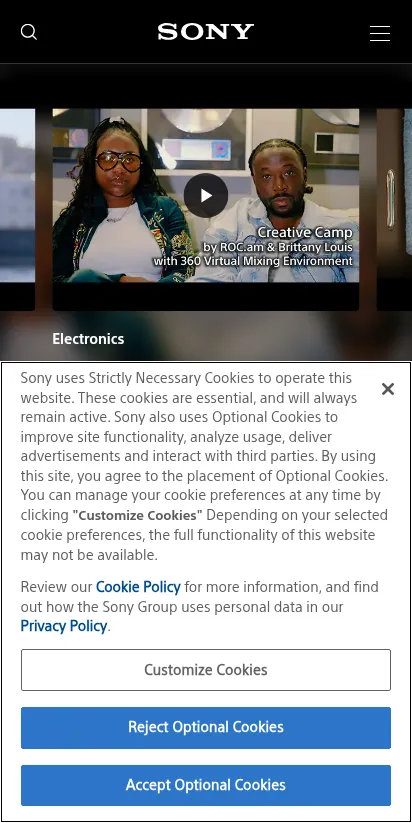 SONY
Creative Camp
by ROC.am & Brittany Louis
with 360 Virtual Mixing Environment
Electronics
Sony uses Strictly Necessary Cookies to operate this
website. These cookies are essential, and will always
remain active. Sony also uses Optional Cookies to
improve site functionality, analyze usage, deliver
advertisements and interact with third parties. By using
this site, you agree to the placement of Optional Cookies.
You can manage your cookie preferences at any time by
clicking "Customize Cookies" Depending on your selected
cookie preferences, the full functionality of this website
may not be available.
Review our Cookie Policy for more information, and find
out how the Sony Group uses personal data in our
Privacy Policy.
Customize Cookies
Reject Optional Cookies
Accept Optional Cookies